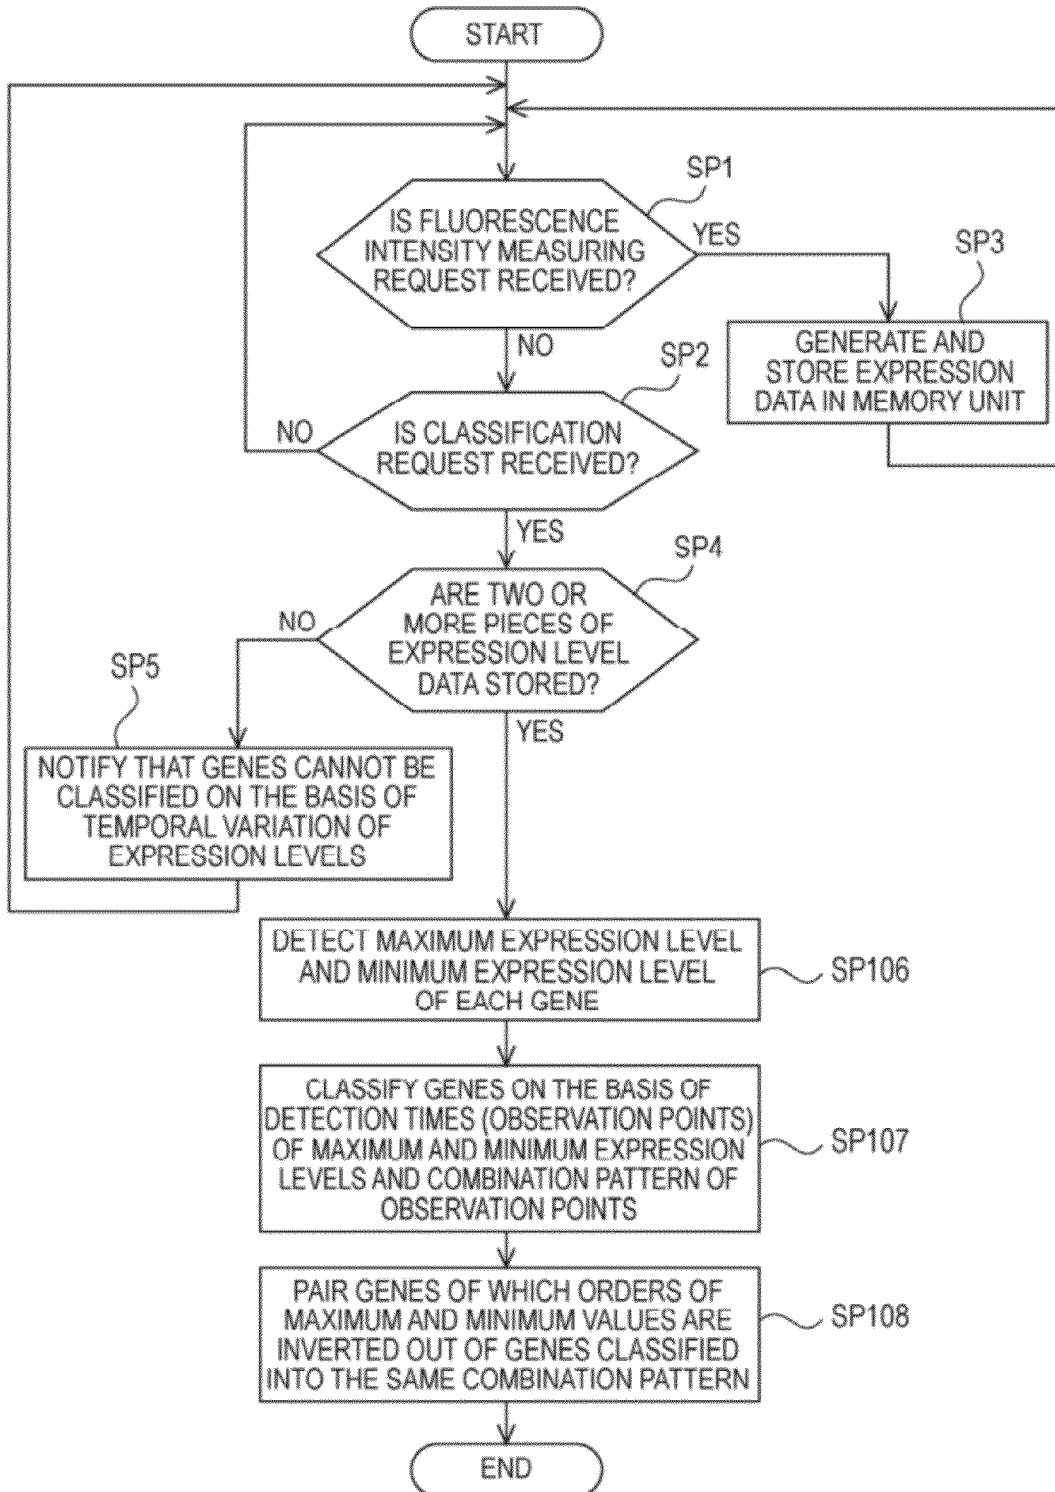 START
SP1
IS FLUORESCENCE
INTENSITY MEASURING
REQUEST RECEIVED?
YES
SP3
GENERATE AND
STORE EXPRESSION
DATA IN MEMORY UNIT
NO
SP2
IS CLASSIFICATION
REQUEST RECEIVED?
NO
YES
SP4
ARE TWO OR
MORE PIECES OF
EXPRESSION LEVEL
DATA STORED?
NO
SP5
YES
NOTIFY THAT GENES CANNOT BE
CLASSIFIED ON THE BASIS OF
TEMPORAL VARIATION OF
EXPRESSION LEVELS
DETECT MAXIMUM EXPRESSION LEVEL
AND MINIMUM EXPRESSION LEVEL
OF EACH GENE
SP106
CLASSIFY GENES ON THE BASIS OF
DETECTION TIMES (OBSERVATION POINTS)
OF MAXIMUM AND MINIMUM EXPRESSION
LEVELS AND COMBINATION PATTERN OF
OBSERVATION POINTS
SP107
PAIR GENES OF WHICH ORDERS OF
MAXIMUM AND MINIMUM VALUES ARE
INVERTED OUT OF GENES CLASSIFIED
INTO THE SAME COMBINATION PATTERN
SP108
END